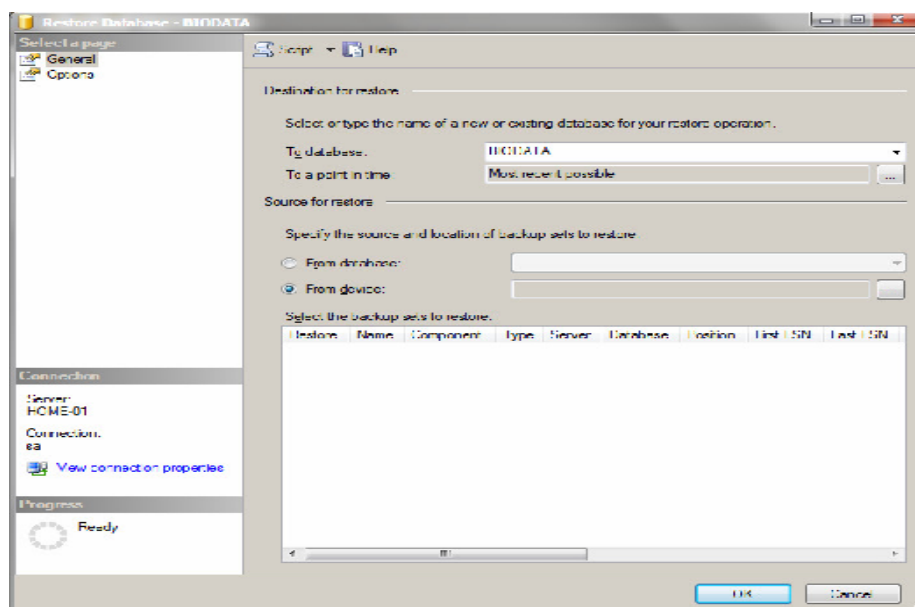 Restore Database - BIODATA
Select a page
General
Options
Script
Help
Destination for restore
Select or type the name of a new or existing database for your restore operation.
To database:
BIODATA
To a point in time:
Most recent possible
...
Source for restore
Specify the source and location of backup sets to restore.
From database:
From device:
Select the backup sets to restore:
Restore Name Component Type Server Database Position First LSN Last LSN
Connection
Server:
HOME-01
Connection:
sa
View connection properties
Progress
Ready
OK
Cancel